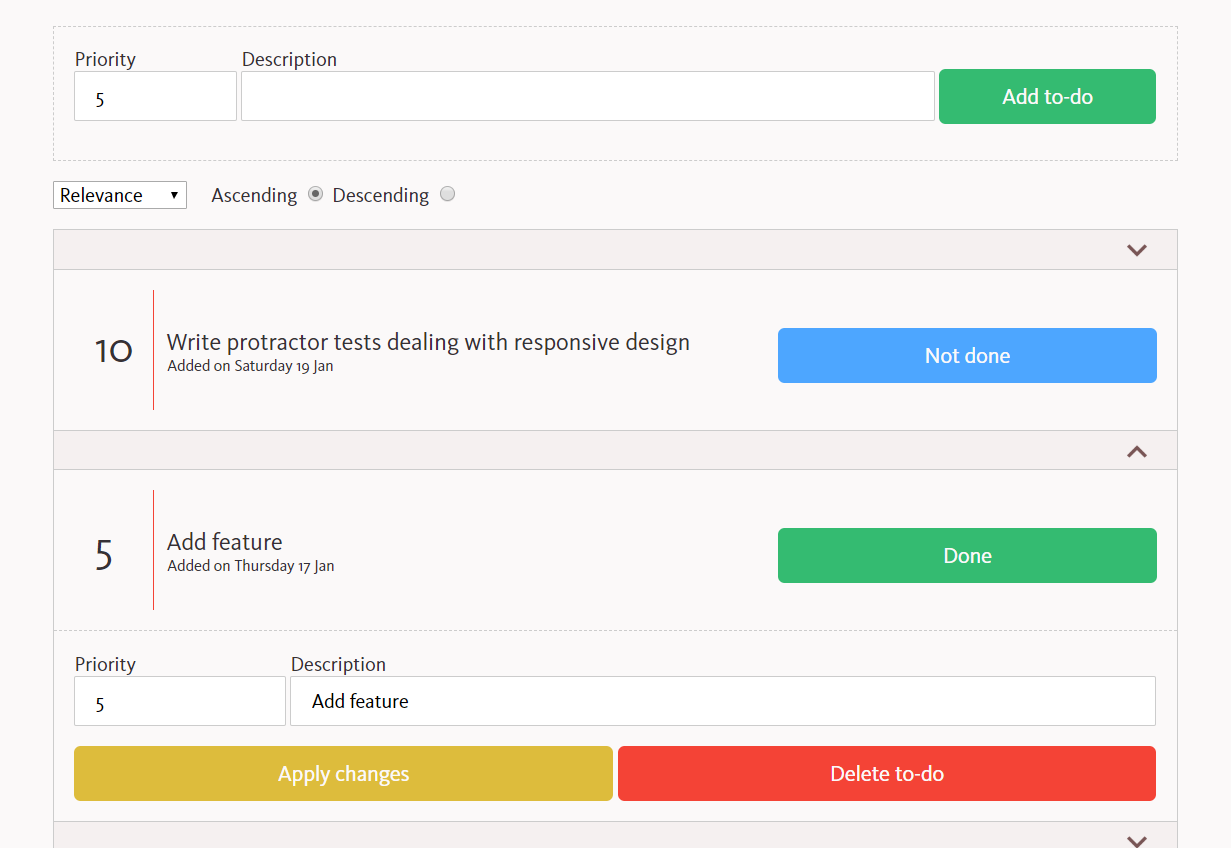 Priority Description
5 Add to-do
Relevance Ascending Descending
10 Write protractor tests dealing with responsive design
Added on Saturday 19 Jan
Not done
5 Add feature
Added on Thursday 17 Jan
Done
Priority Description
5 Add feature
Apply changes Delete to-do